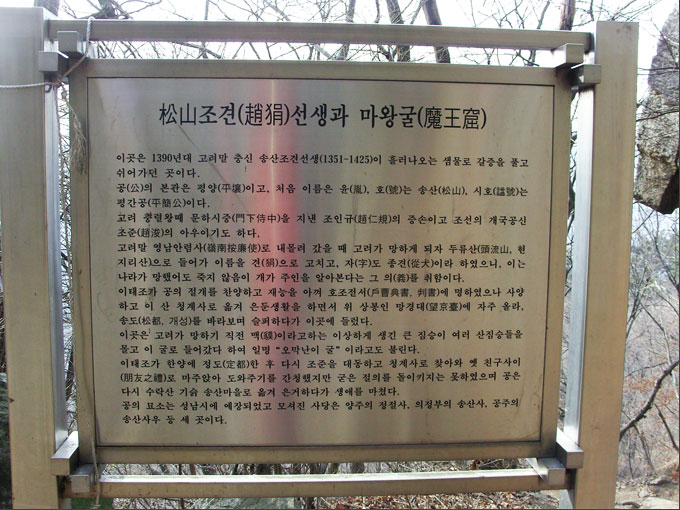 松山조견(趙狷)선생과 마왕굴(魔王窟)
이곳은 1390년대 고려말 충신 송산조견선생(1351-1425)이 흘러나오는 샘물로 갈증을 풀고
쉬어가던 곳이다.
공(公)의 본관은 평양(平壤)이고, 처음 이름은 윤(胤), 호(號)는 송산(松山), 시호(諡號)는
평간공(平簡公)이다.
고려 충렬왕때 문하시중(門下侍中)을 지낸 조인규(趙仁規)의 증손이고 조선의 개국공신
조준(趙浚)의 아우이기도 하다.
고려말 영남안렴사(嶺南按廉使)로 내몰려 갔을 때 고려가 망하게 되자 두류산(頭流山, 현
지리산)으로 들어가 이름을 견(狷)으로 고치고, 자(字)도 종견(從犬)이라 하였으니, 이는
나라가 망했어도 죽지 않음이 개가 주인을 알아본다는 그 의(義)를 취함이다.
이태조가 공의 절개를 찬양하고 재능을 아껴 호조전서(戶曹典書, 判書)에 명하였으나 사양
하고 이 산 청계사로 옮겨 은둔생활을 하면서 위 상봉인 망경대(望京臺)에 자주 올라,
송도(松都, 개성)를 바라보며 슬퍼하다가 이곳에 들렀다.
이곳은 고려가 망하기 직전 맥(貘)이라고하는 이상하게 생긴 큰 짐승이 여러 산짐승들을
몰고 이 굴로 들어갔다 하여 일명 "오막난이 굴" 이라고도 불린다.
이태조가 한양에 정도(定都)한 후 다시 조준을 대동하고 청계사로 찾아와 옛 친구사이
(朋友之禮)로 마주앉아 도와주기를 간청했지만 굳은 절의를 돌이키지는 못하였으며 공은
다시 수락산 기슭 송산마을로 옮겨 은거하다가 생애를 마쳤다.
공의 묘소는 성남시에 예장되었고 모셔진 사당은 양주의 정절사, 의정부의 송산사, 공주의
송산사우 등 세 곳이다.